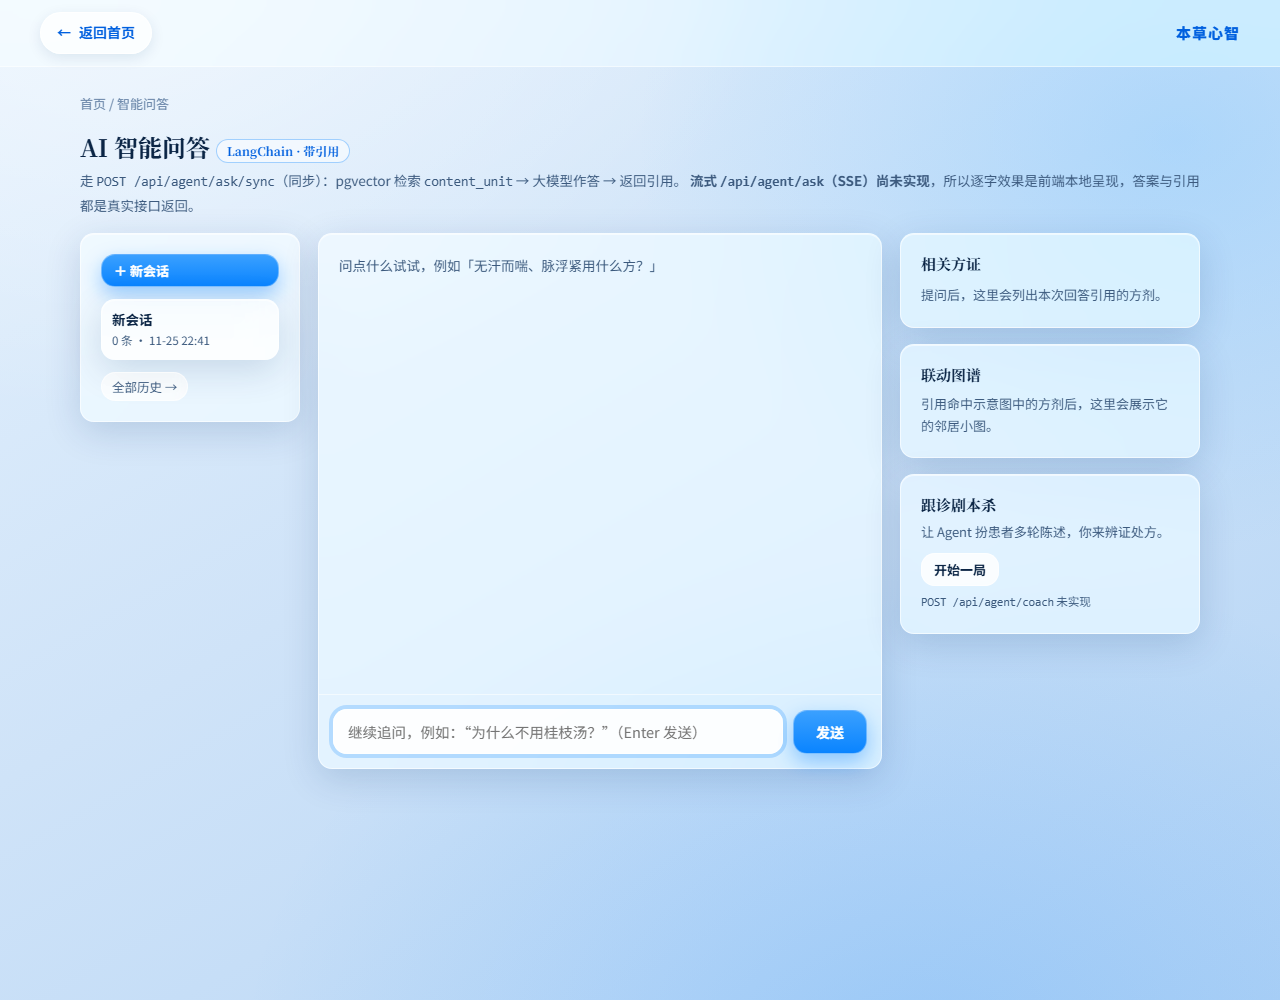 ← 返回首页
本草心智
首页 / 智能问答
AI 智能问答 LangChain · 带引用
走 POST /api/agent/ask/sync（同步）：pgvector 检索 content_unit → 大模型作答 → 返回引用。 流式 /api/agent/ask（SSE）尚未实现，所以逐字效果是前端本地呈现，答案与引用
都是真实接口返回。
＋ 新会话
新会话
0 条 · 11-25 22:41
全部历史 →
问点什么试试，例如「无汗而喘、脉浮紧用什么方？」
继续追问，例如：“为什么不用桂枝汤？”（Enter 发送）
发送
相关方证
提问后，这里会列出本次回答引用的方剂。
联动图谱
引用命中示意图中的方剂后，这里会展示它
的邻居小图。
跟诊剧本杀
让 Agent 扮患者多轮陈述，你来辨证处方。
开始一局
POST /api/agent/coach 未实现